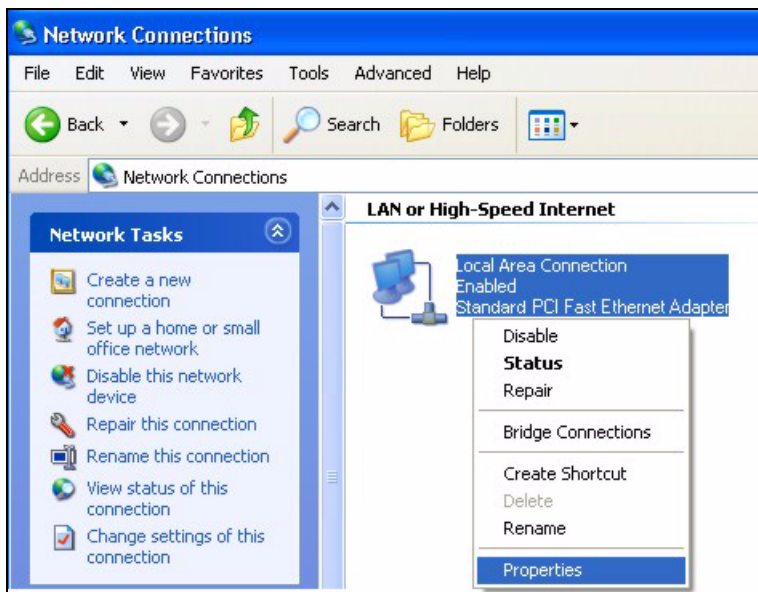 Network Connections
File Edit View Favorites Tools Advanced Help
Back Search Folders
Address Network Connections
Network Tasks
Create a new
connection
Set up a home or small
office network
Disable this network
device
Repair this connection
Rename this connection
View status of this
connection
Change settings of this
connection
LAN or High-Speed Internet
Local Area Connection
Enabled
Standard PCI Fast Ethernet Adapter
Disable
Status
Repair
Bridge Connections
Create Shortcut
Delete
Rename
Properties